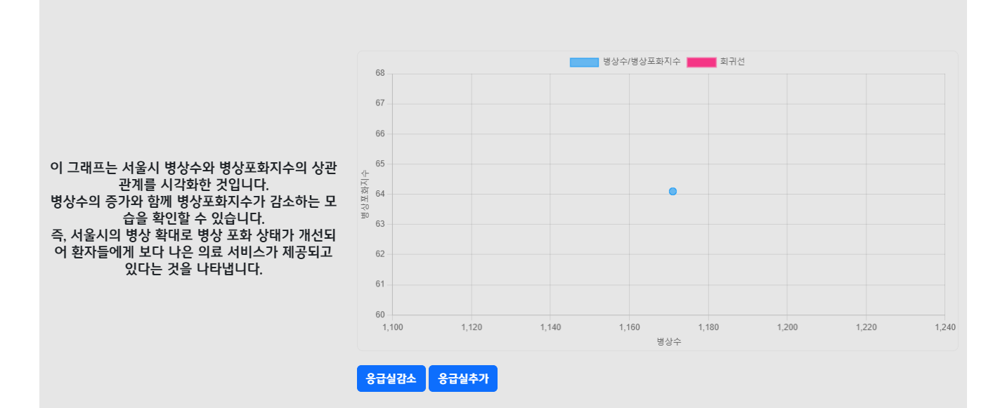 이 그래프는 서울시 병상수와 병상포화지수의 상관
관계를 시각화한 것입니다.
병상수의 증가와 함께 병상포화지수가 감소하는 모
습을 확인할 수 있습니다.
즉, 서울시의 병상 확대로 병상 포화 상태가 개선되
어 환자들에게 보다 나은 의료 서비스가 제공되고
있다는 것을 나타냅니다.
병상수/병상포화지수 회귀선
68
67
66
65
64
63
62
61
60
병상포화지수
1,100 1,120 1,140 1,160 1,180 1,200 1,220 1,240
병상수
응급실감소 응급실추가